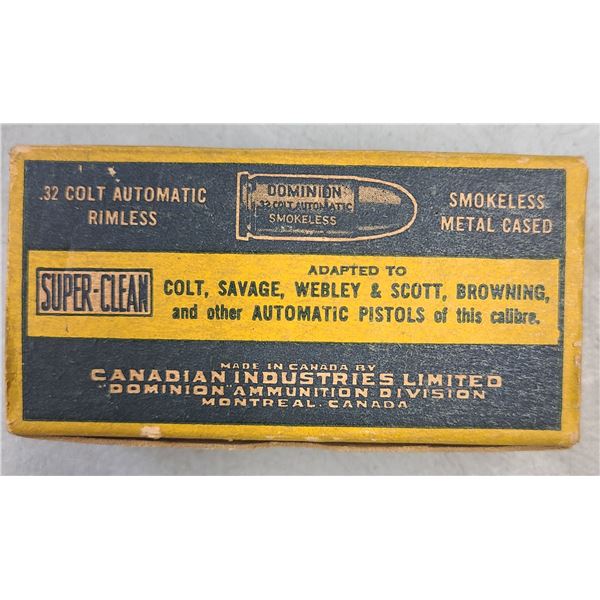 .32 COLT AUTOMATIC
RIMLESS
DOMINION
.32 COLT AUTOMATIC
SMOKELESS
SMOKELESS
METAL CASED
SUPER-CLEAN
ADAPTED TO
COLT, SAVAGE, WEBLEY & SCOTT, BROWNING,
and other AUTOMATIC PISTOLS of this calibre.
MADE IN CANADA BY
CANADIAN INDUSTRIES LIMITED
"DOMINION" AMMUNITION DIVISION
MONTREAL, CANADA